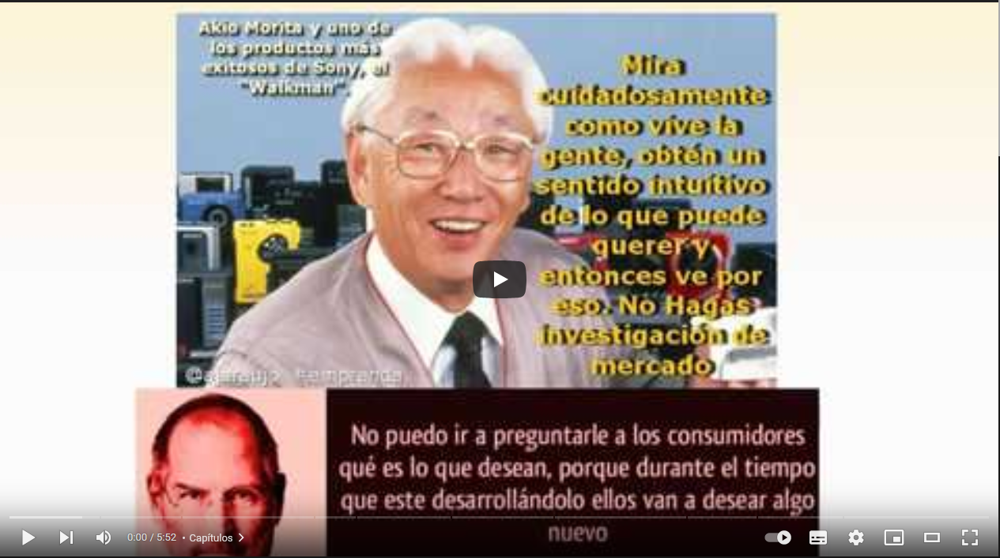 Akio Morita y uno de
los productos más
exitosos de Sony, el
"Walkman".
Mira
cuidadosamente
como vive la
gente, obtén un
sentido intuitivo
de lo que puede
querer y
entonces ve por
eso. No Hagas
investigación de
mercado
No puedo ir a preguntarle a los consumidores
qué es lo que desean, porque durante el tiempo
que este desarrollándolo ellos van a desear algo
nuevo
0:00 / 5:52 • Capítulos